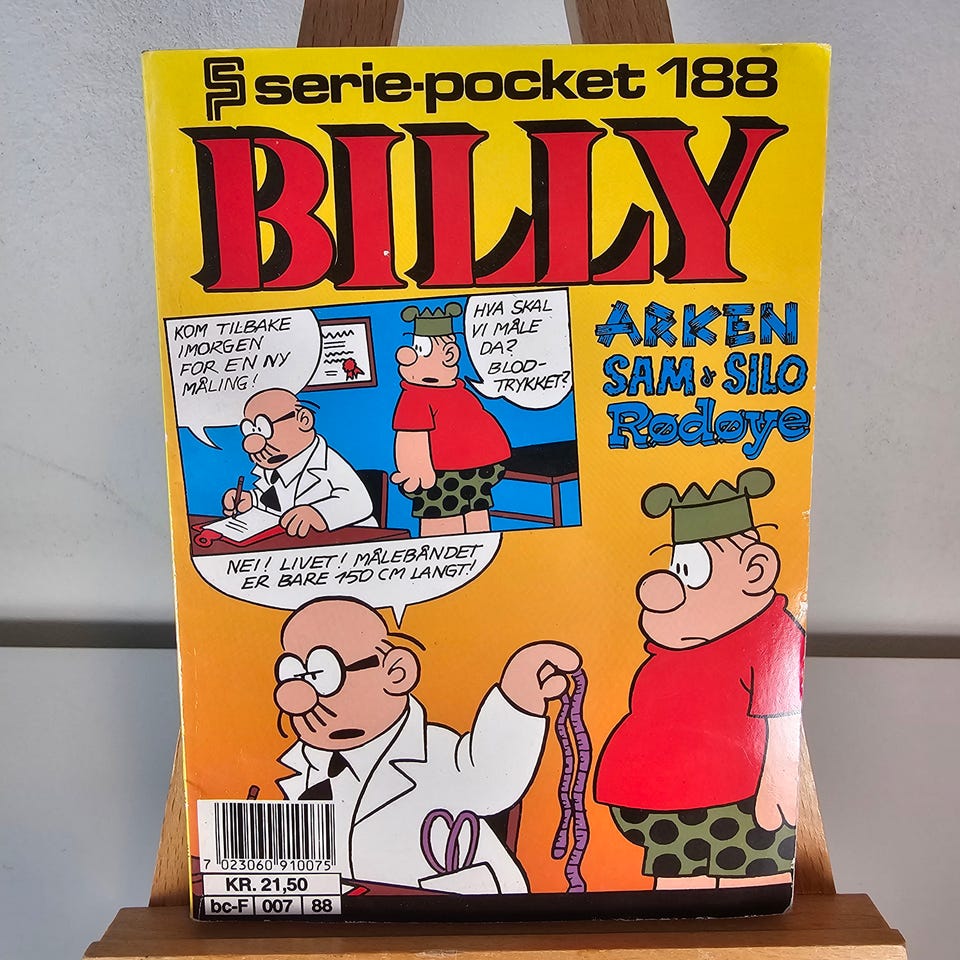 SP serie-pocket 188
BILLY
KOM TILBAKE
IMORGEN
FOR EN NY
MÅLING!
HVA SKAL
VI MÅLE
DA?
BLOD-
TRYKKET?
ARKEN
SAM & SILO
Rødøye
NEI! LIVET! MÅLEBÅNDET
ER BARE 150 CM LANGT!
7 023060 910075
KR. 21,50
bc-F 007 88